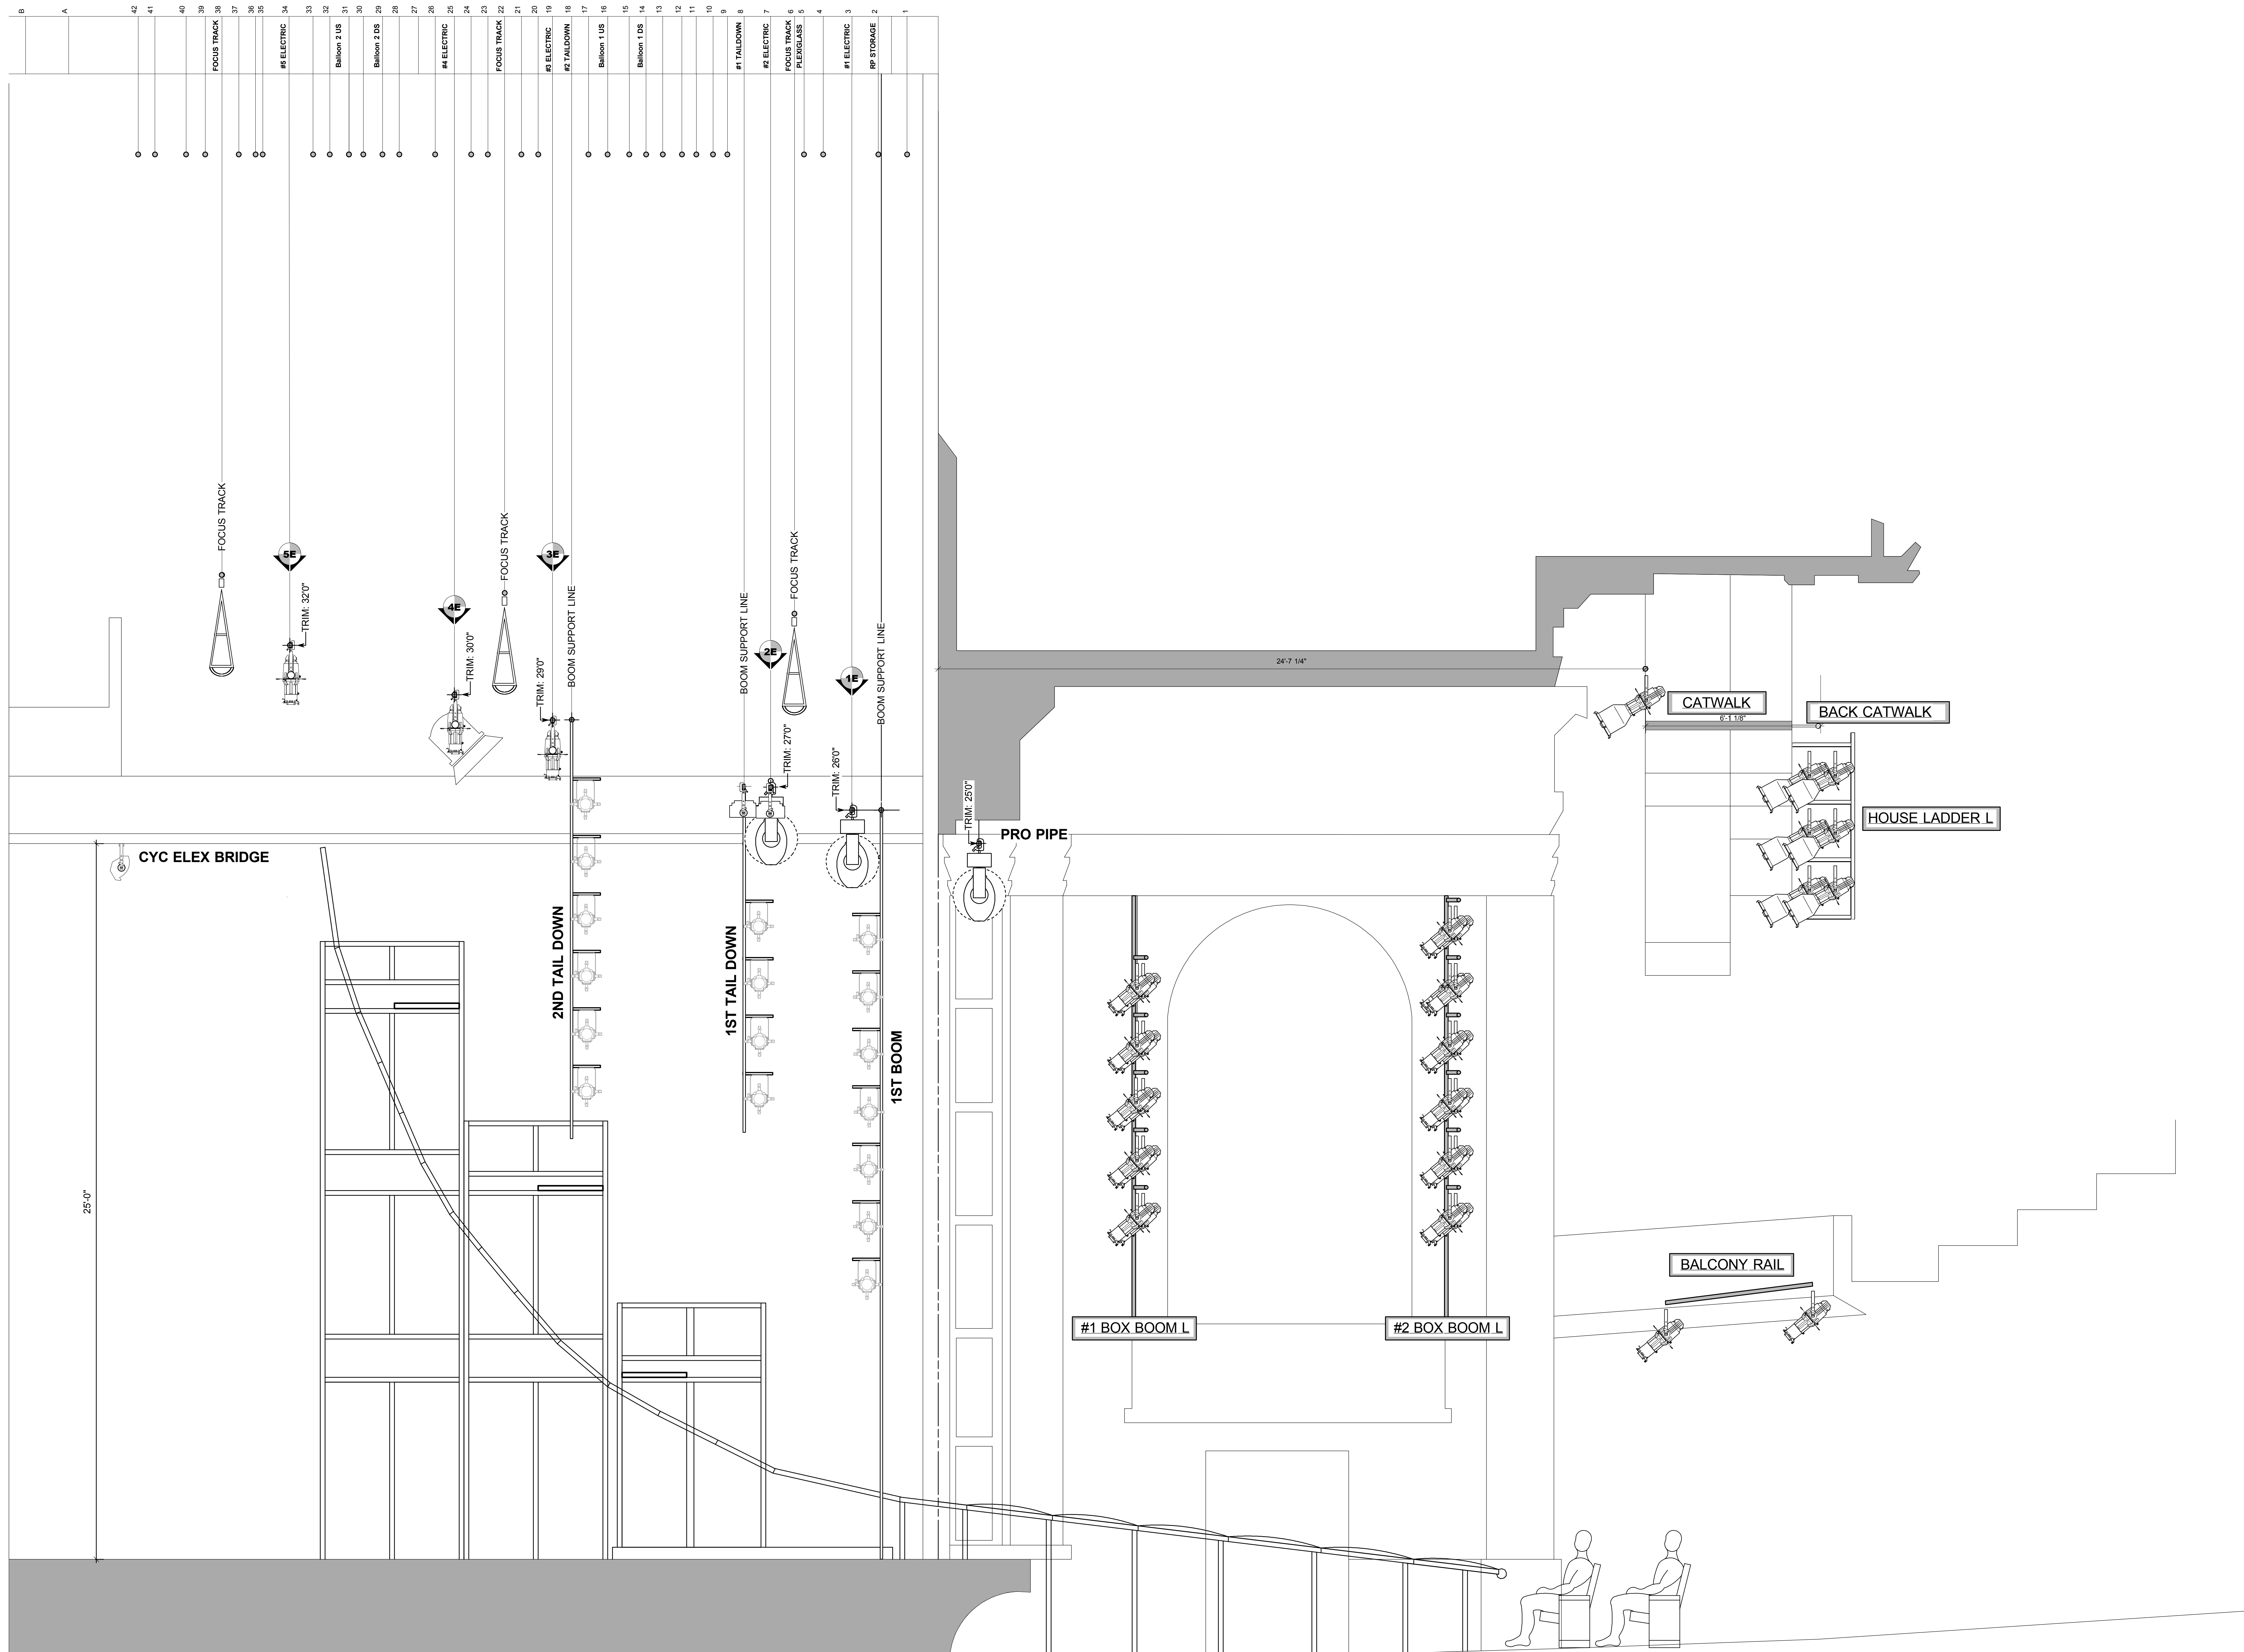 B
A
42
41
40
39
38
37
36
35
34
33
32
31
30
29
28
27
26
25
24
23
22
21
20
19
18
17
16
15
14
13
12
11
10
9
8
7
6
5
4
3
2
1
FOCUS TRACK
#5 ELECTRIC
Balloon 2 US
Balloon 2 DS
#4 ELECTRIC
FOCUS TRACK
#3 ELECTRIC
#2 TAILDOWN
Balloon 1 US
Balloon 1 DS
#1 TAILDOWN
#2 ELECTRIC
FOCUS TRACK
PLEXIGLASS
#1 ELECTRIC
RP STORAGE
FOCUS TRACK
5E
TRIM: 32'0"
4E
TRIM: 30'0"
FOCUS TRACK
3E
TRIM: 29'0"
BOOM SUPPORT LINE
BOOM SUPPORT LINE
2E
TRIM: 27'0"
FOCUS TRACK
1E
TRIM: 26'0"
BOOM SUPPORT LINE
24'-7 1/4"
CATWALK
6'-1 1/8"
BACK CATWALK
HOUSE LADDER L
TRIM: 25'0"
PRO PIPE
CYC ELEX BRIDGE
2ND TAIL DOWN
1ST TAIL DOWN
1ST BOOM
25'-0"
#1 BOX BOOM L
#2 BOX BOOM L
BALCONY RAIL